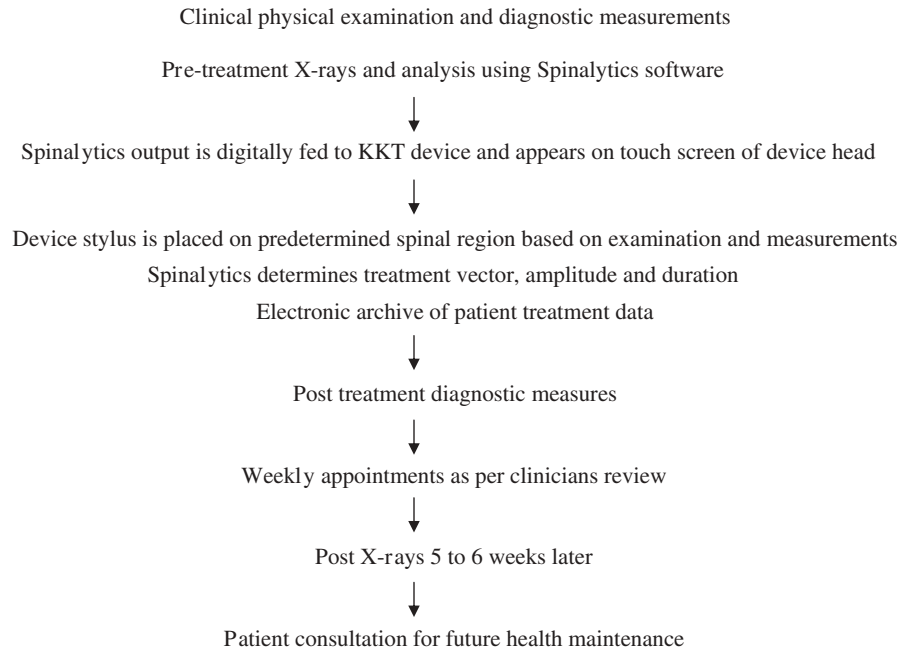 Clinical physical examination and diagnostic measurements
Pre-treatment X-rays and analysis using Spinalytics software
Spinalytics output is digitally fed to KKT device and appears on touch screen of device head
Device stylus is placed on predetermined spinal region based on examination and measurements
Spinalytics determines treatment vector, amplitude and duration
Electronic archive of patient treatment data
Post treatment diagnostic measures
Weekly appointments as per clinicians review
Post X-rays 5 to 6 weeks later
Patient consultation for future health maintenance